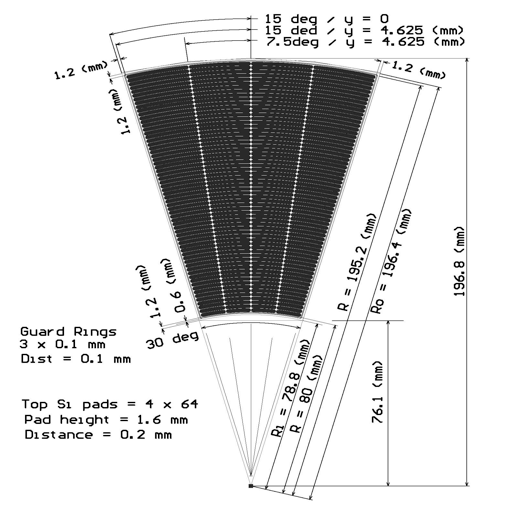 15 deg / y = 0
15 ded / y = 4.625 (mm)
7.5deg / y = 4.625 (mm)
1.2 (mm)
1.2 (mm)
1.2 (mm)
R = 195.2 (mm)
Ro = 196.4 (mm)
196.8 (mm)
1.2 (mm)
0.6 (mm)
30 deg
Guard Rings
3 x 0.1 mm
Dist = 0.1 mm
Ri = 78.8 (mm)
R = 80 (mm)
76.1 (mm)
Top Si pads = 4 x 64
Pad height = 1.6 mm
Distance = 0.2 mm